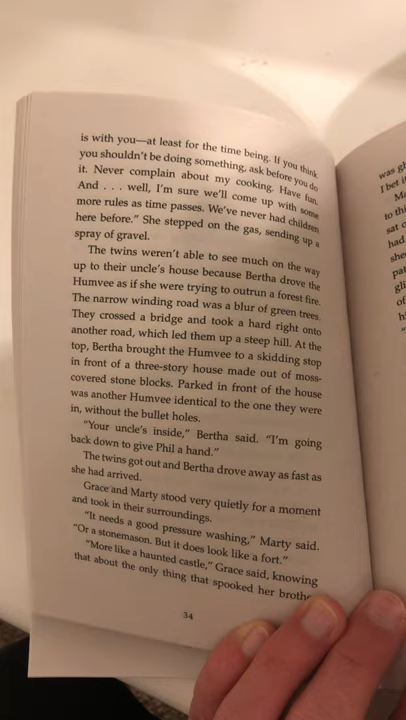 is with you—at least for the time being. If you think
you shouldn't be doing something, ask before you do
it. Never complain about my cooking. Have fun.
And . . . well, I'm sure we'll come up with some
more rules as time passes. We've never had children
here before." She stepped on the gas, sending up a
spray of gravel.
The twins weren't able to see much on the way
up to their uncle's house because Bertha drove the
Humvee as if she were trying to outrun a forest fire.
The narrow winding road was a blur of green trees.
They crossed a bridge and took a hard right onto
another road, which led them up a steep hill. At the
top, Bertha brought the Humvee to a skidding stop
in front of a three-story house made out of moss-
covered stone blocks. Parked in front of the house
was another Humvee identical to the one they were
in, without the bullet holes.
"Your uncle's inside," Bertha said. "I'm going
back down to give Phil a hand."
The twins got out and Bertha drove away as fast as
she had arrived.
Grace and Marty stood very quietly for a moment
and took in their surroundings.
"It needs a good pressure washing," Marty said.
"Or a stonemason. But it does look like a fort."
"More like a haunted castle," Grace said, knowing
that about the only thing that spooked her brothe
34
was g
I bet i
to thi
sat c
had
she
pat
gli
of